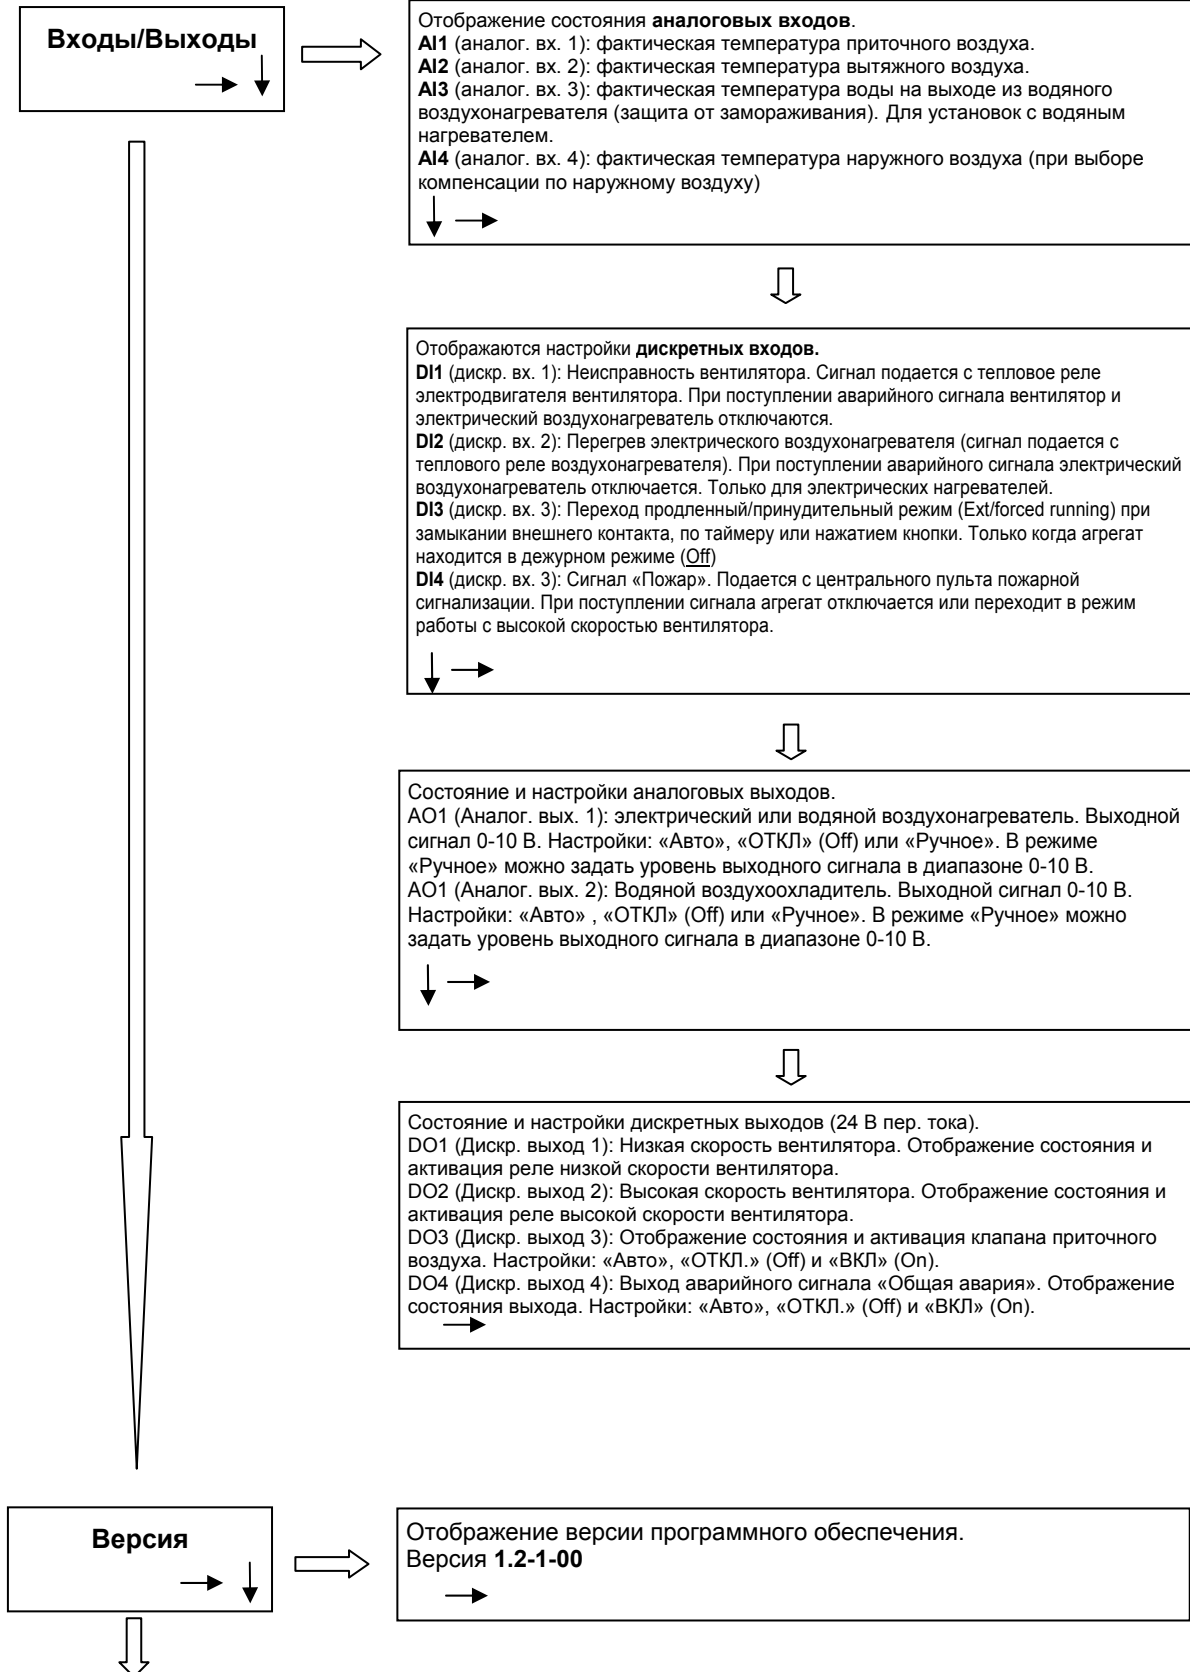 Входы/Выходы
Отображение состояния аналоговых входов.
AI1 (аналог. вх. 1): фактическая температура приточного воздуха.
AI2 (аналог. вх. 2): фактическая температура вытяжного воздуха.
AI3 (аналог. вх. 3): фактическая температура воды на выходе из водяного
воздухонагревателя (защита от замораживания). Для установок с водяным
нагревателем.
AI4 (аналог. вх. 4): фактическая температура наружного воздуха (при выборе
компенсации по наружному воздуху)
Отображаются настройки дискретных входов.
DI1 (дискр. вх. 1): Неисправность вентилятора. Сигнал подается с тепловое реле
электродвигателя вентилятора. При поступлении аварийного сигнала вентилятор и
электрический воздухонагреватель отключаются.
DI2 (дискр. вх. 2): Перегрев электрического воздухонагревателя (сигнал подается с
теплового реле воздухонагревателя). При поступлении аварийного сигнала электрический
воздухонагреватель отключается. Только для электрических нагревателей.
DI3 (дискр. вх. 3): Переход продленный/принудительный режим (Ext/forced running) при
замыкании внешнего контакта, по таймеру или нажатием кнопки. Только когда агрегат
находится в дежурном режиме (Off)
DI4 (дискр. вх. 3): Сигнал «Пожар». Подается с центрального пульта пожарной
сигнализации. При поступлении сигнала агрегат отключается или переходит в режим
работы с высокой скоростью вентилятора.
Состояние и настройки аналоговых выходов.
AO1 (Аналог. вых. 1): электрический или водяной воздухонагреватель. Выходной
сигнал 0-10 В. Настройки: «Авто», «ОТКЛ» (Off) или «Ручное». В режиме
«Ручное» можно задать уровень выходного сигнала в диапазоне 0-10 В.
AO1 (Аналог. вых. 2): Водяной воздухоохладитель. Выходной сигнал 0-10 В.
Настройки: «Авто» , «ОТКЛ» (Off) или «Ручное». В режиме «Ручное» можно
задать уровень выходного сигнала в диапазоне 0-10 В.
Состояние и настройки дискретных выходов (24 В пер. тока).
DO1 (Дискр. выход 1): Низкая скорость вентилятора. Отображение состояния и
активация реле низкой скорости вентилятора.
DO2 (Дискр. выход 2): Высокая скорость вентилятора. Отображение состояния и
активация реле высокой скорости вентилятора.
DO3 (Дискр. выход 3): Отображение состояния и активация клапана приточного
воздуха. Настройки: «Авто», «ОТКЛ.» (Off) и «ВКЛ» (On).
DO4 (Дискр. выход 4): Выход аварийного сигнала «Общая авария». Отображение
состояния выхода. Настройки: «Авто», «ОТКЛ.» (Off) и «ВКЛ» (On).
Версия
Отображение версии программного обеспечения.
Версия 1.2-1-00